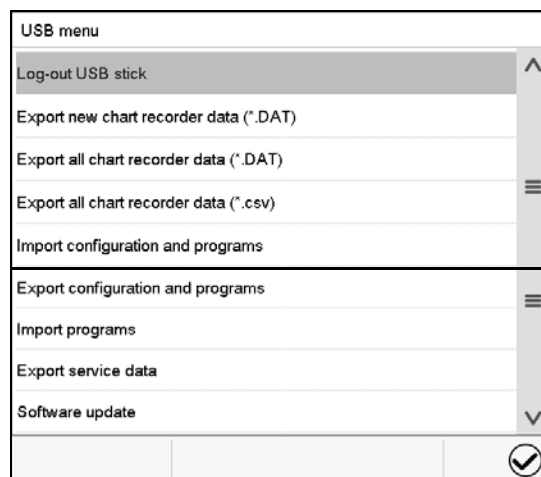 USB menu
Log-out USB stick
Export new chart recorder data (*.DAT)
Export all chart recorder data (*.DAT)
Export all chart recorder data (*.csv)
Import configuration and programs
Export configuration and programs
Import programs
Export service data
Software update